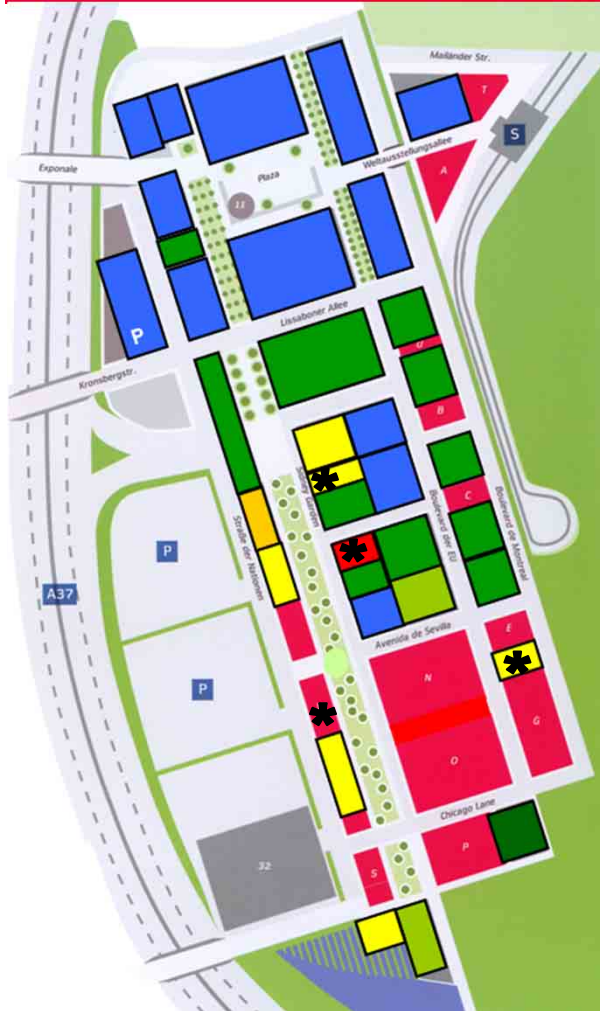 Mailänder Str.
T
S
Exponale
Weltausstellungsallee
Plaza
A
11
Lissaboner Allee
P
Kronsbergstr.
B
Sidney Garden
Boulevard der EU
Boulevard de Montreal
C
Straße der Nationen
P
A37
Avenida de Sevilla
E
N
P
G
O
Chicago Lane
P
32
S